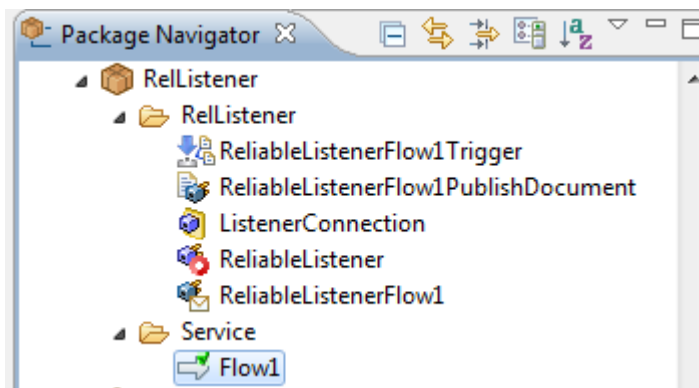 Package Navigator
RelListener
RelListener
ReliableListenerFlow1Trigger
ReliableListenerFlow1PublishDocument
ListenerConnection
ReliableListener
ReliableListenerFlow1
Service
Flow1